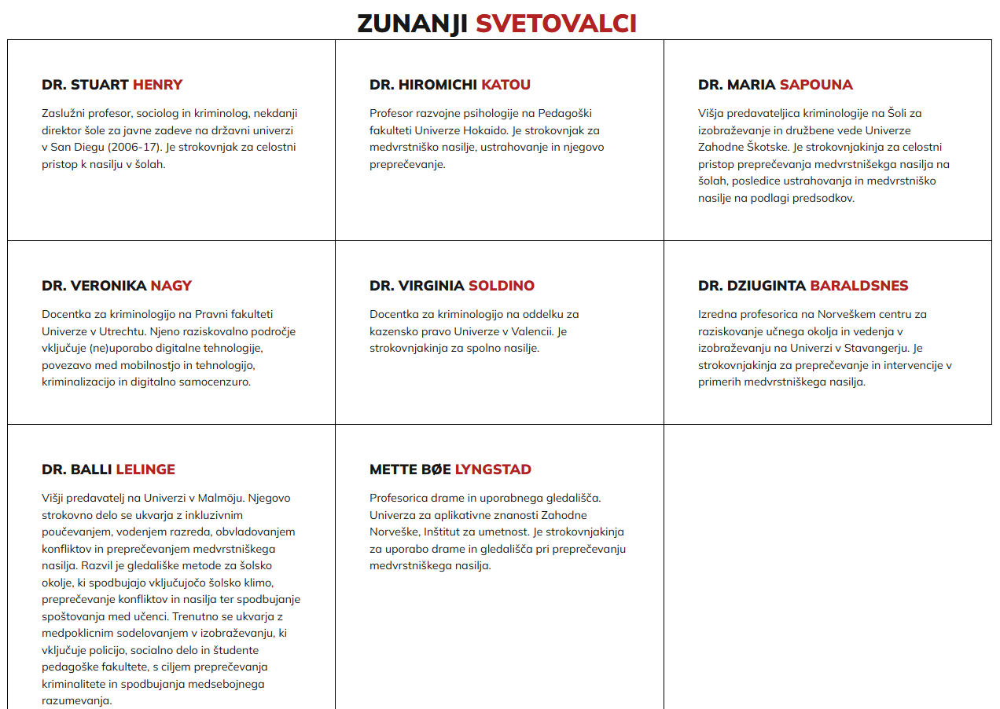 ZUNANJI SVETOVALCI
DR. STUART HENRY
Zaslužni profesor, sociolog in kriminolog, nekdanji
direktor šole za javne zadeve na državni univerzi
v San Diegu (2006-17). Je strokovnjak za celostni
pristop k nasilju v šolah.
DR. HIROMICHI KATOU
Profesor razvojne psihologije na Pedagoški
fakulteti Univerze Hokaido. Je strokovnjak za
medvrstniško nasilje, ustrahovanje in njegovo
preprečevanje.
DR. MARIA SAPOUNA
Višja predavateljica kriminologije na Šoli za
izobraževanje in družbene vede Univerze
Zahodne Škotske. Je strokovnjakinja za celostni
pristop preprečevanja medvrstnišekga nasilja na
šolah, posledice ustrahovanja in medvrstniško
nasilje na podlagi predsodkov.
DR. VERONIKA NAGY
Docentka za kriminologijo na Pravni fakulteti
Univerze v Utrechtu. Njeno raziskovalno področje
vključuje (ne)uporabo digitalne tehnologije,
povezavo med mobilnostjo in tehnologijo,
kriminalizacijo in digitalno samocenzuro.
DR. VIRGINIA SOLDINO
Docentka za kriminologijo na oddelku za
kazensko pravo Univerze v Valencii. Je
strokovnjakinja za spolno nasilje.
DR. DZIUGINTA BARALDSNES
Izredna profesorica na Norveškem centru za
raziskovanje učnega okolja in vedenja v
izobraževanju na Univerzi v Stavangerju. Je
strokovnjakinja za preprečevanje in intervencije v
primerih medvrstniškega nasilja.
DR. BALLI LELINGE
Višji predavatelj na Univerzi v Malmöju. Njegovo
strokovno delo se ukvarja z inkluzivnim
poučevanjem, vodenjem razreda, obvladovanjem
konfliktov in preprečevanjem medvrstniškega
nasilja. Razvil je gledališke metode za šolsko
okolje, ki spodbujajo vključujočo šolsko klimo,
preprečevanje konfliktov in nasilja ter spodbujanje
spoštovanja med učenci. Trenutno se ukvarja z
medpoklicnim sodelovanjem v izobraževanju, ki
vključuje policijo, socialno delo in študente
pedagoške fakultete, s ciljem preprečevanja
kriminalitete in spodbujanja medsebojnega
razumevanja.
METTE BØE LYNGSTAD
Profesorica drame in uporabnega gledališča.
Univerza za aplikativne znanosti Zahodne
Norveške, Inštitut za umetnost. Je strokovnjakinja
za uporabo drame in gledališča pri preprečevanju
medvrstniškega nasilja.